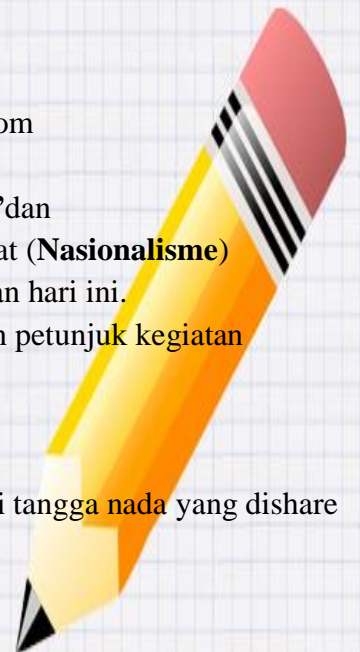 om
'dan
at (Nasionalisme)
an hari ini.
n petunjuk kegiatan
i tangga nada yang dishare